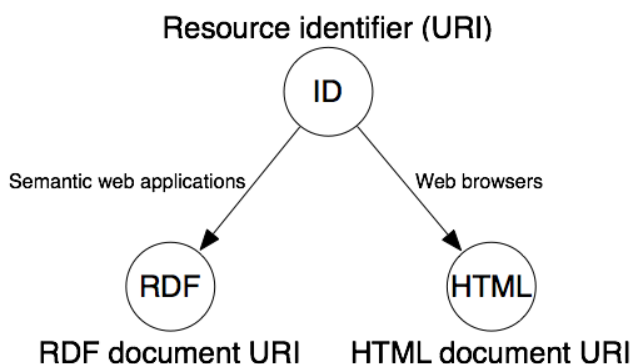 Resource identifier (URI)
ID
Semantic web applications
Web browsers
RDF
HTML
RDF document URI
HTML document URI